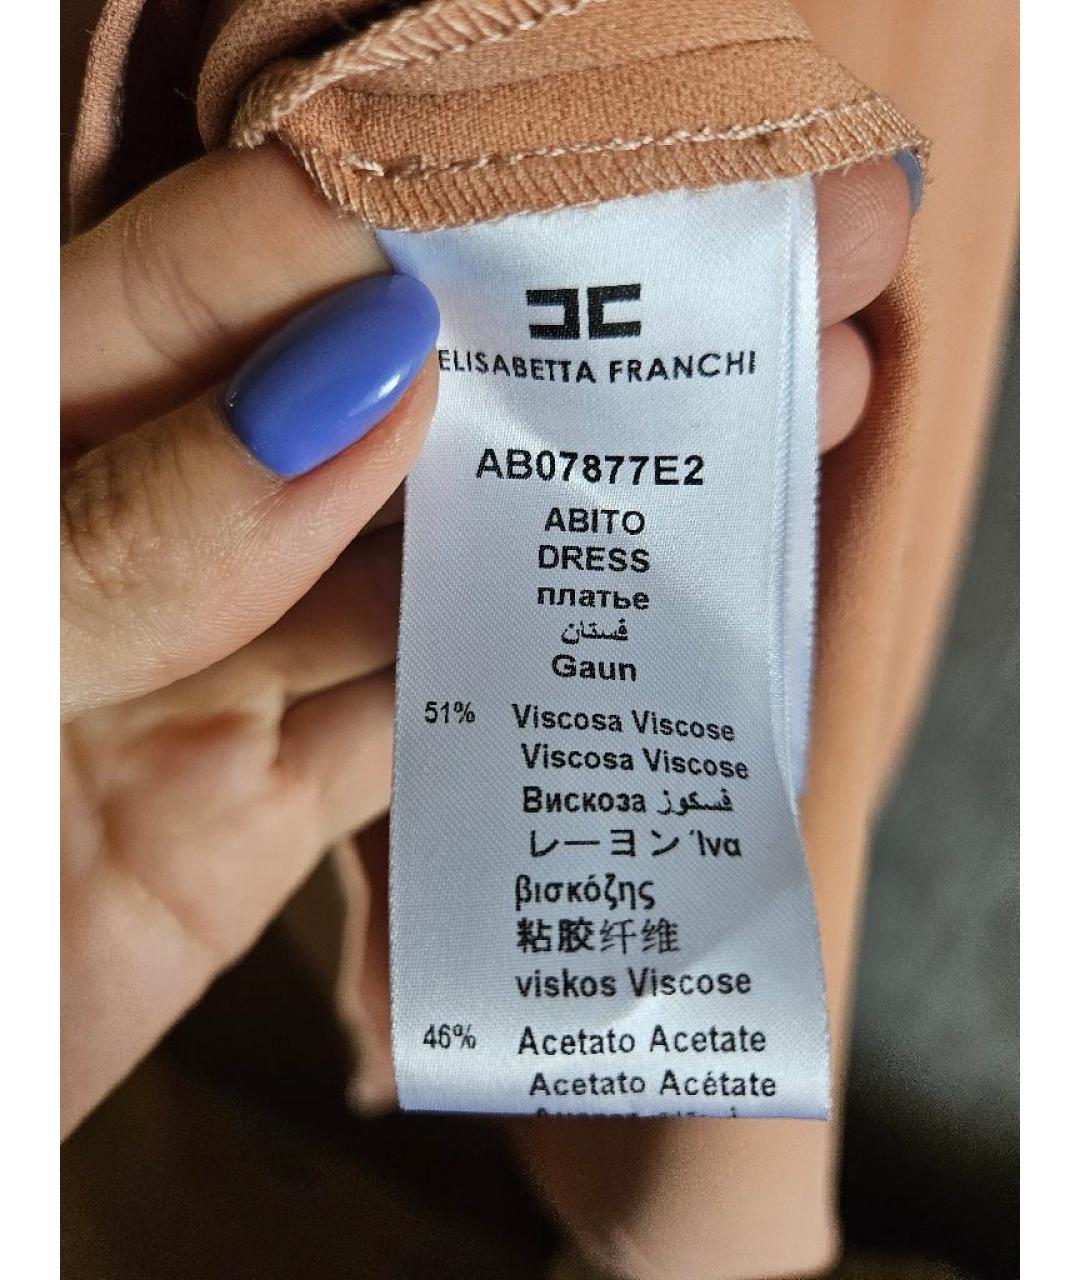 ELISABETTA FRANCHI
AB07877E2
ABITO
DRESS
платье
فستان
Gaun
51% Viscosa Viscose
Viscosa Viscose
Вискоза فسكوز
レーヨン Ίνα
βισκόζης
粘胶纤维
viskos Viscose
46% Acetato Acetate
Acetato Acétate